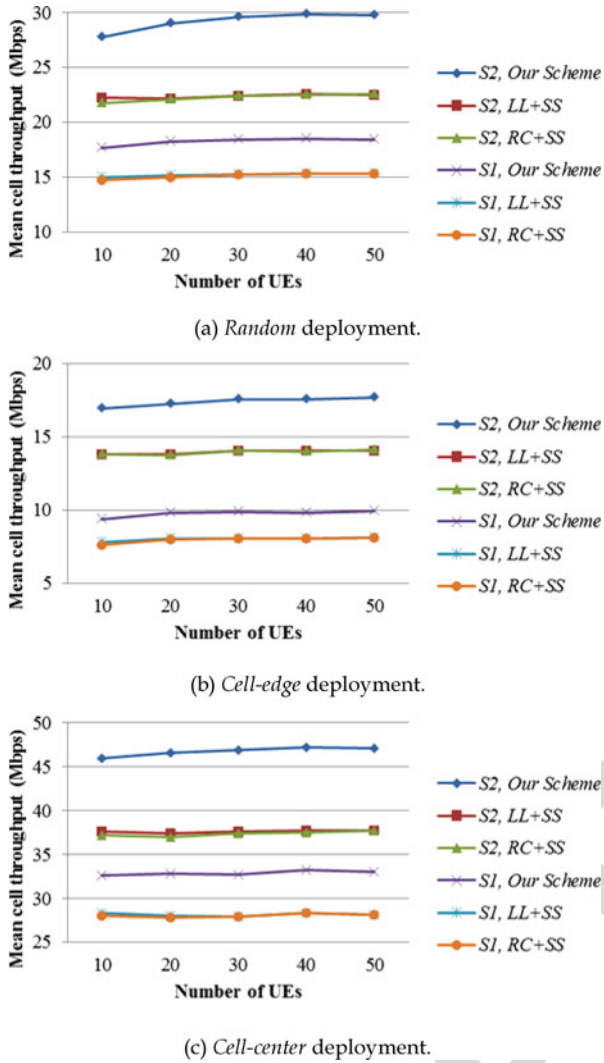 Mean cell throughput (Mbps)
30
26
22
18
14
10
10 20 30 40 50
Number of UEs
S2, Our Scheme
S2, LL+SS
S2, RC+SS
S1, Our Scheme
S1, LL+SS
S1, RC+SS
(a) Random deployment.
Mean cell throughput (Mbps)
20
15
10
5
10 20 30 40 50
Number of UEs
S2, Our Scheme
S2, LL+SS
S2, RC+SS
S1, Our Scheme
S1, LL+SS
S1, RC+SS
(b) Cell-edge deployment.
Mean cell throughput (Mbps)
50
45
40
35
30
25
10 20 30 40 50
Number of UEs
S2, Our Scheme
S2, LL+SS
S2, RC+SS
S1, Our Scheme
S1, LL+SS
S1, RC+SS
(c) Cell-center deployment.